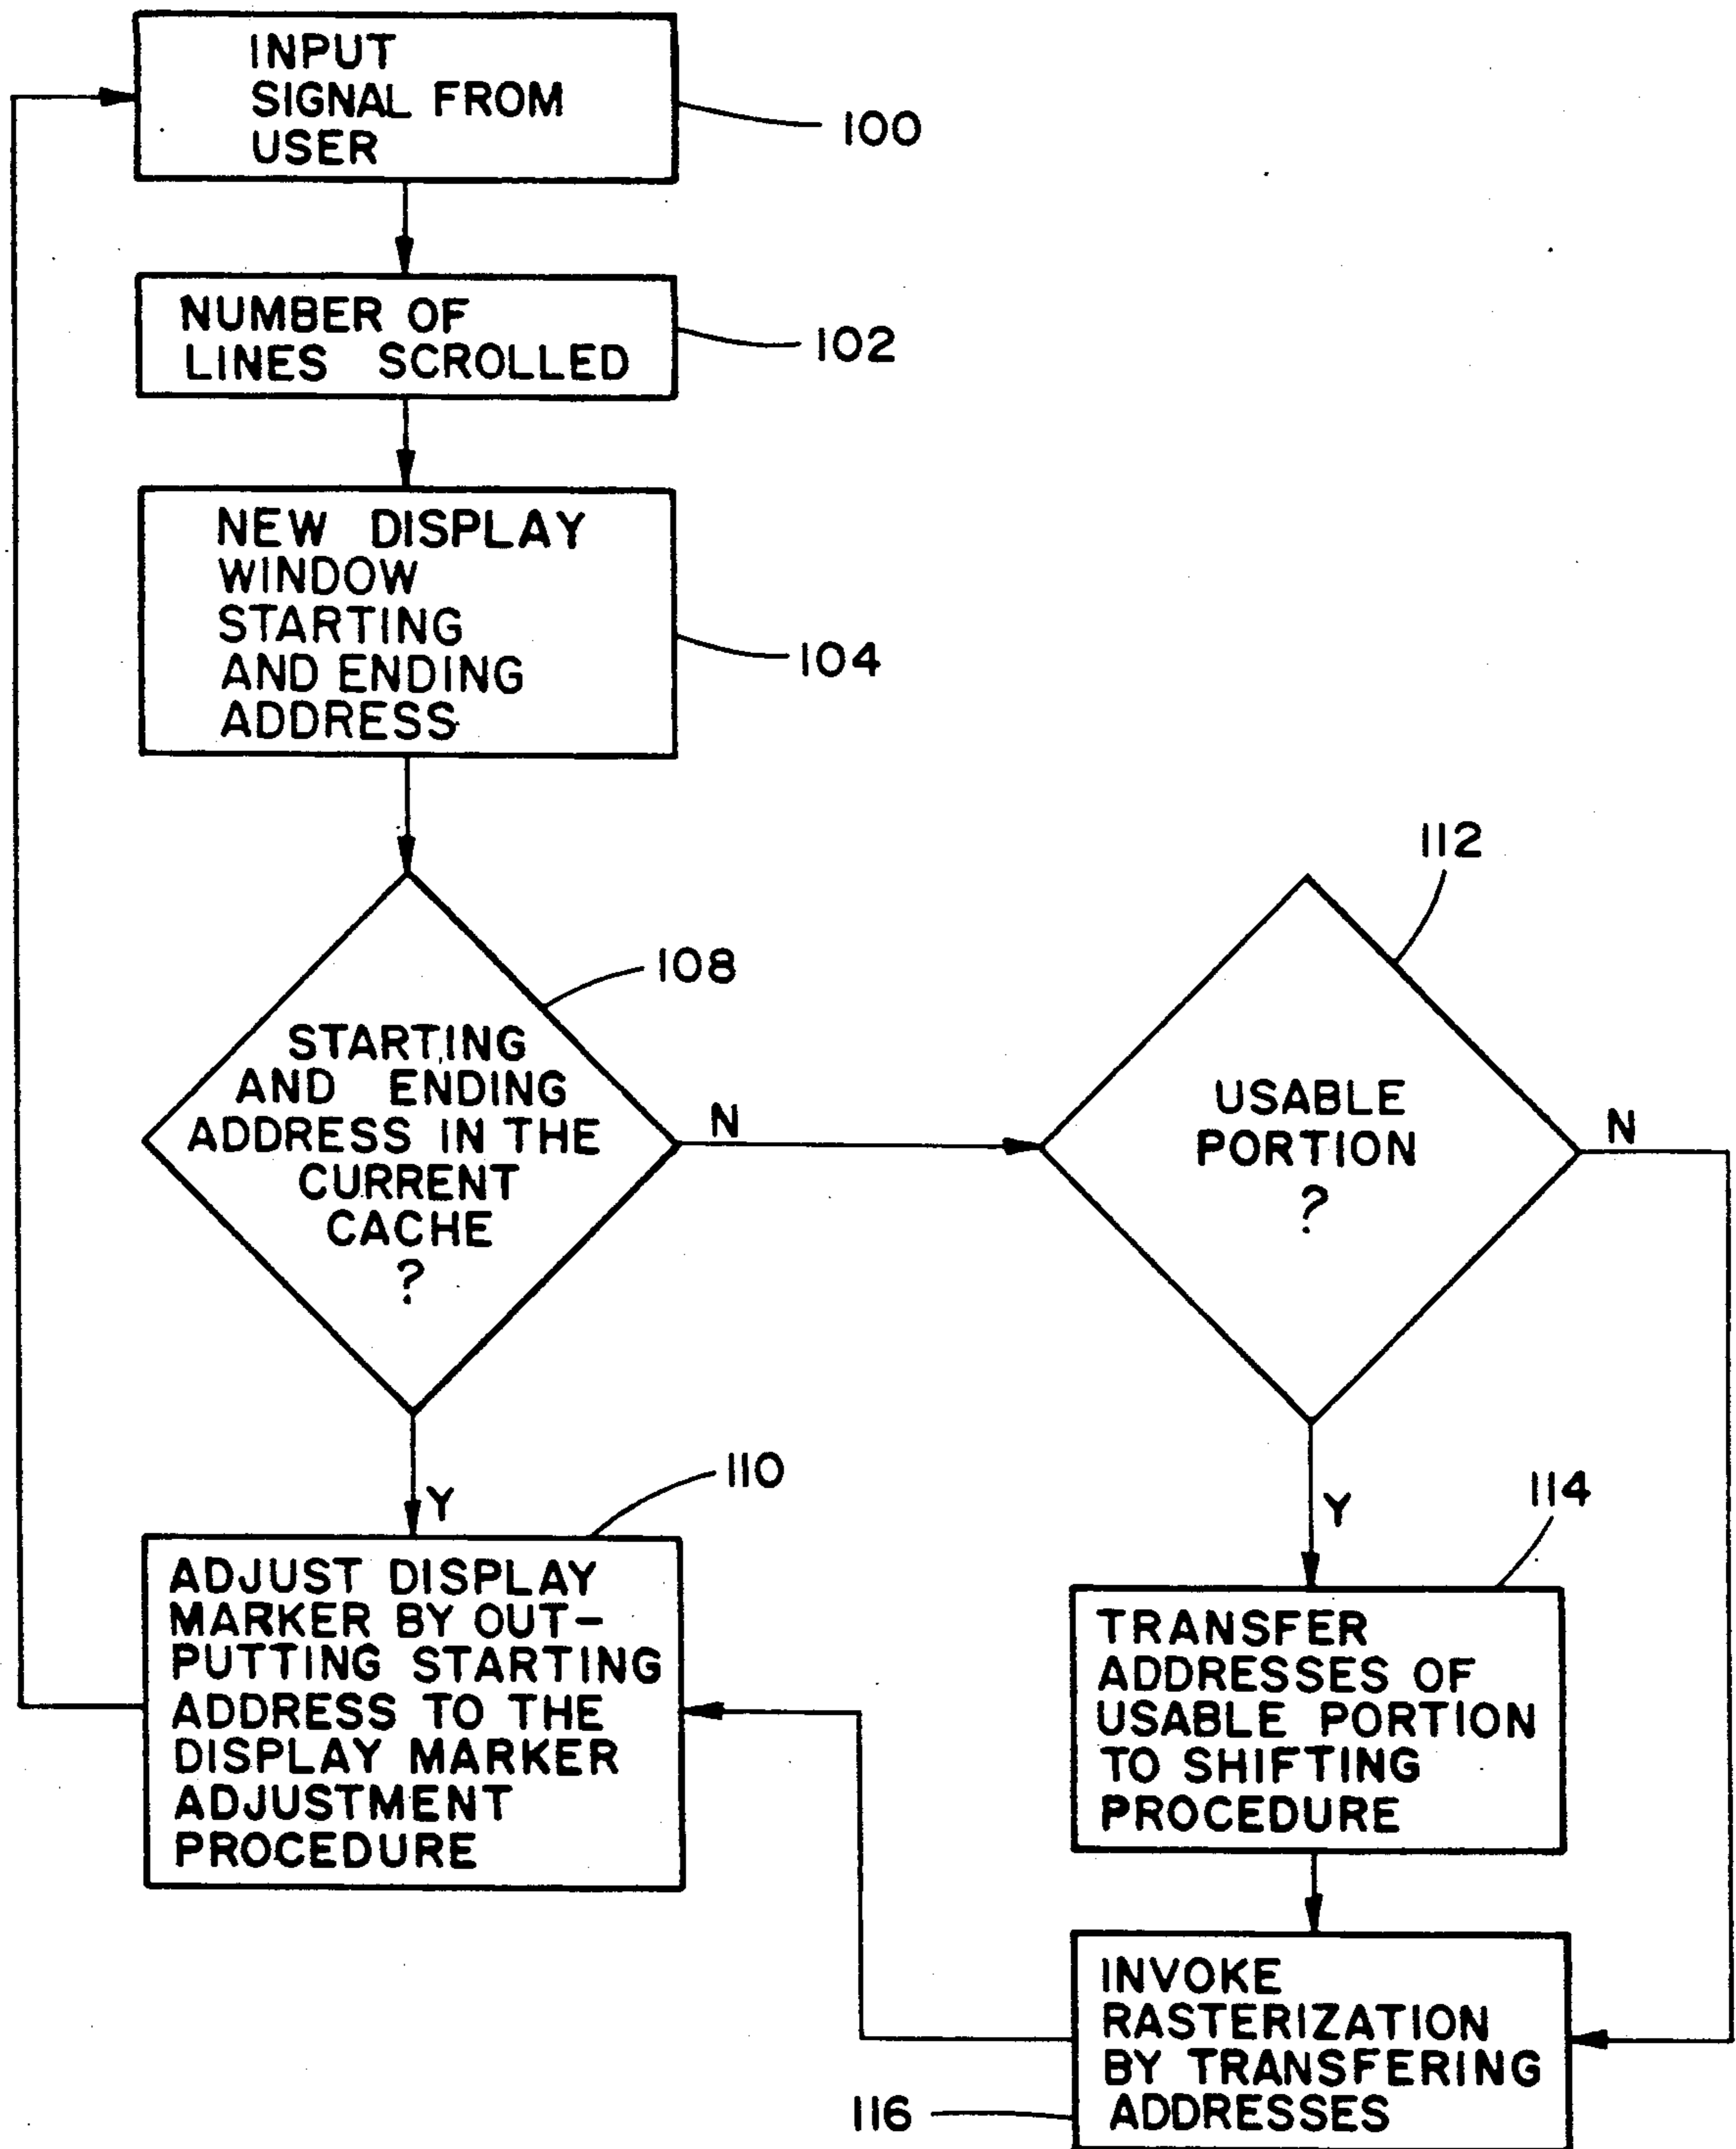 INPUT
SIGNAL FROM
USER
100
NUMBER OF
LINES SCROLLED
102
NEW DISPLAY
WINDOW
STARTING
AND ENDING
ADDRESS
104
108
STARTING
AND ENDING
ADDRESS IN THE
CURRENT
CACHE
?
N
Y
112
USABLE
PORTION
?
N
Y
110
ADJUST DISPLAY
MARKER BY OUT-
PUTTING STARTING
ADDRESS TO THE
DISPLAY MARKER
ADJUSTMENT
PROCEDURE
114
TRANSFER
ADDRESSES OF
USABLE PORTION
TO SHIFTING
PROCEDURE
INVOKE
RASTERIZATION
BY TRANSFERING
ADDRESSES
116